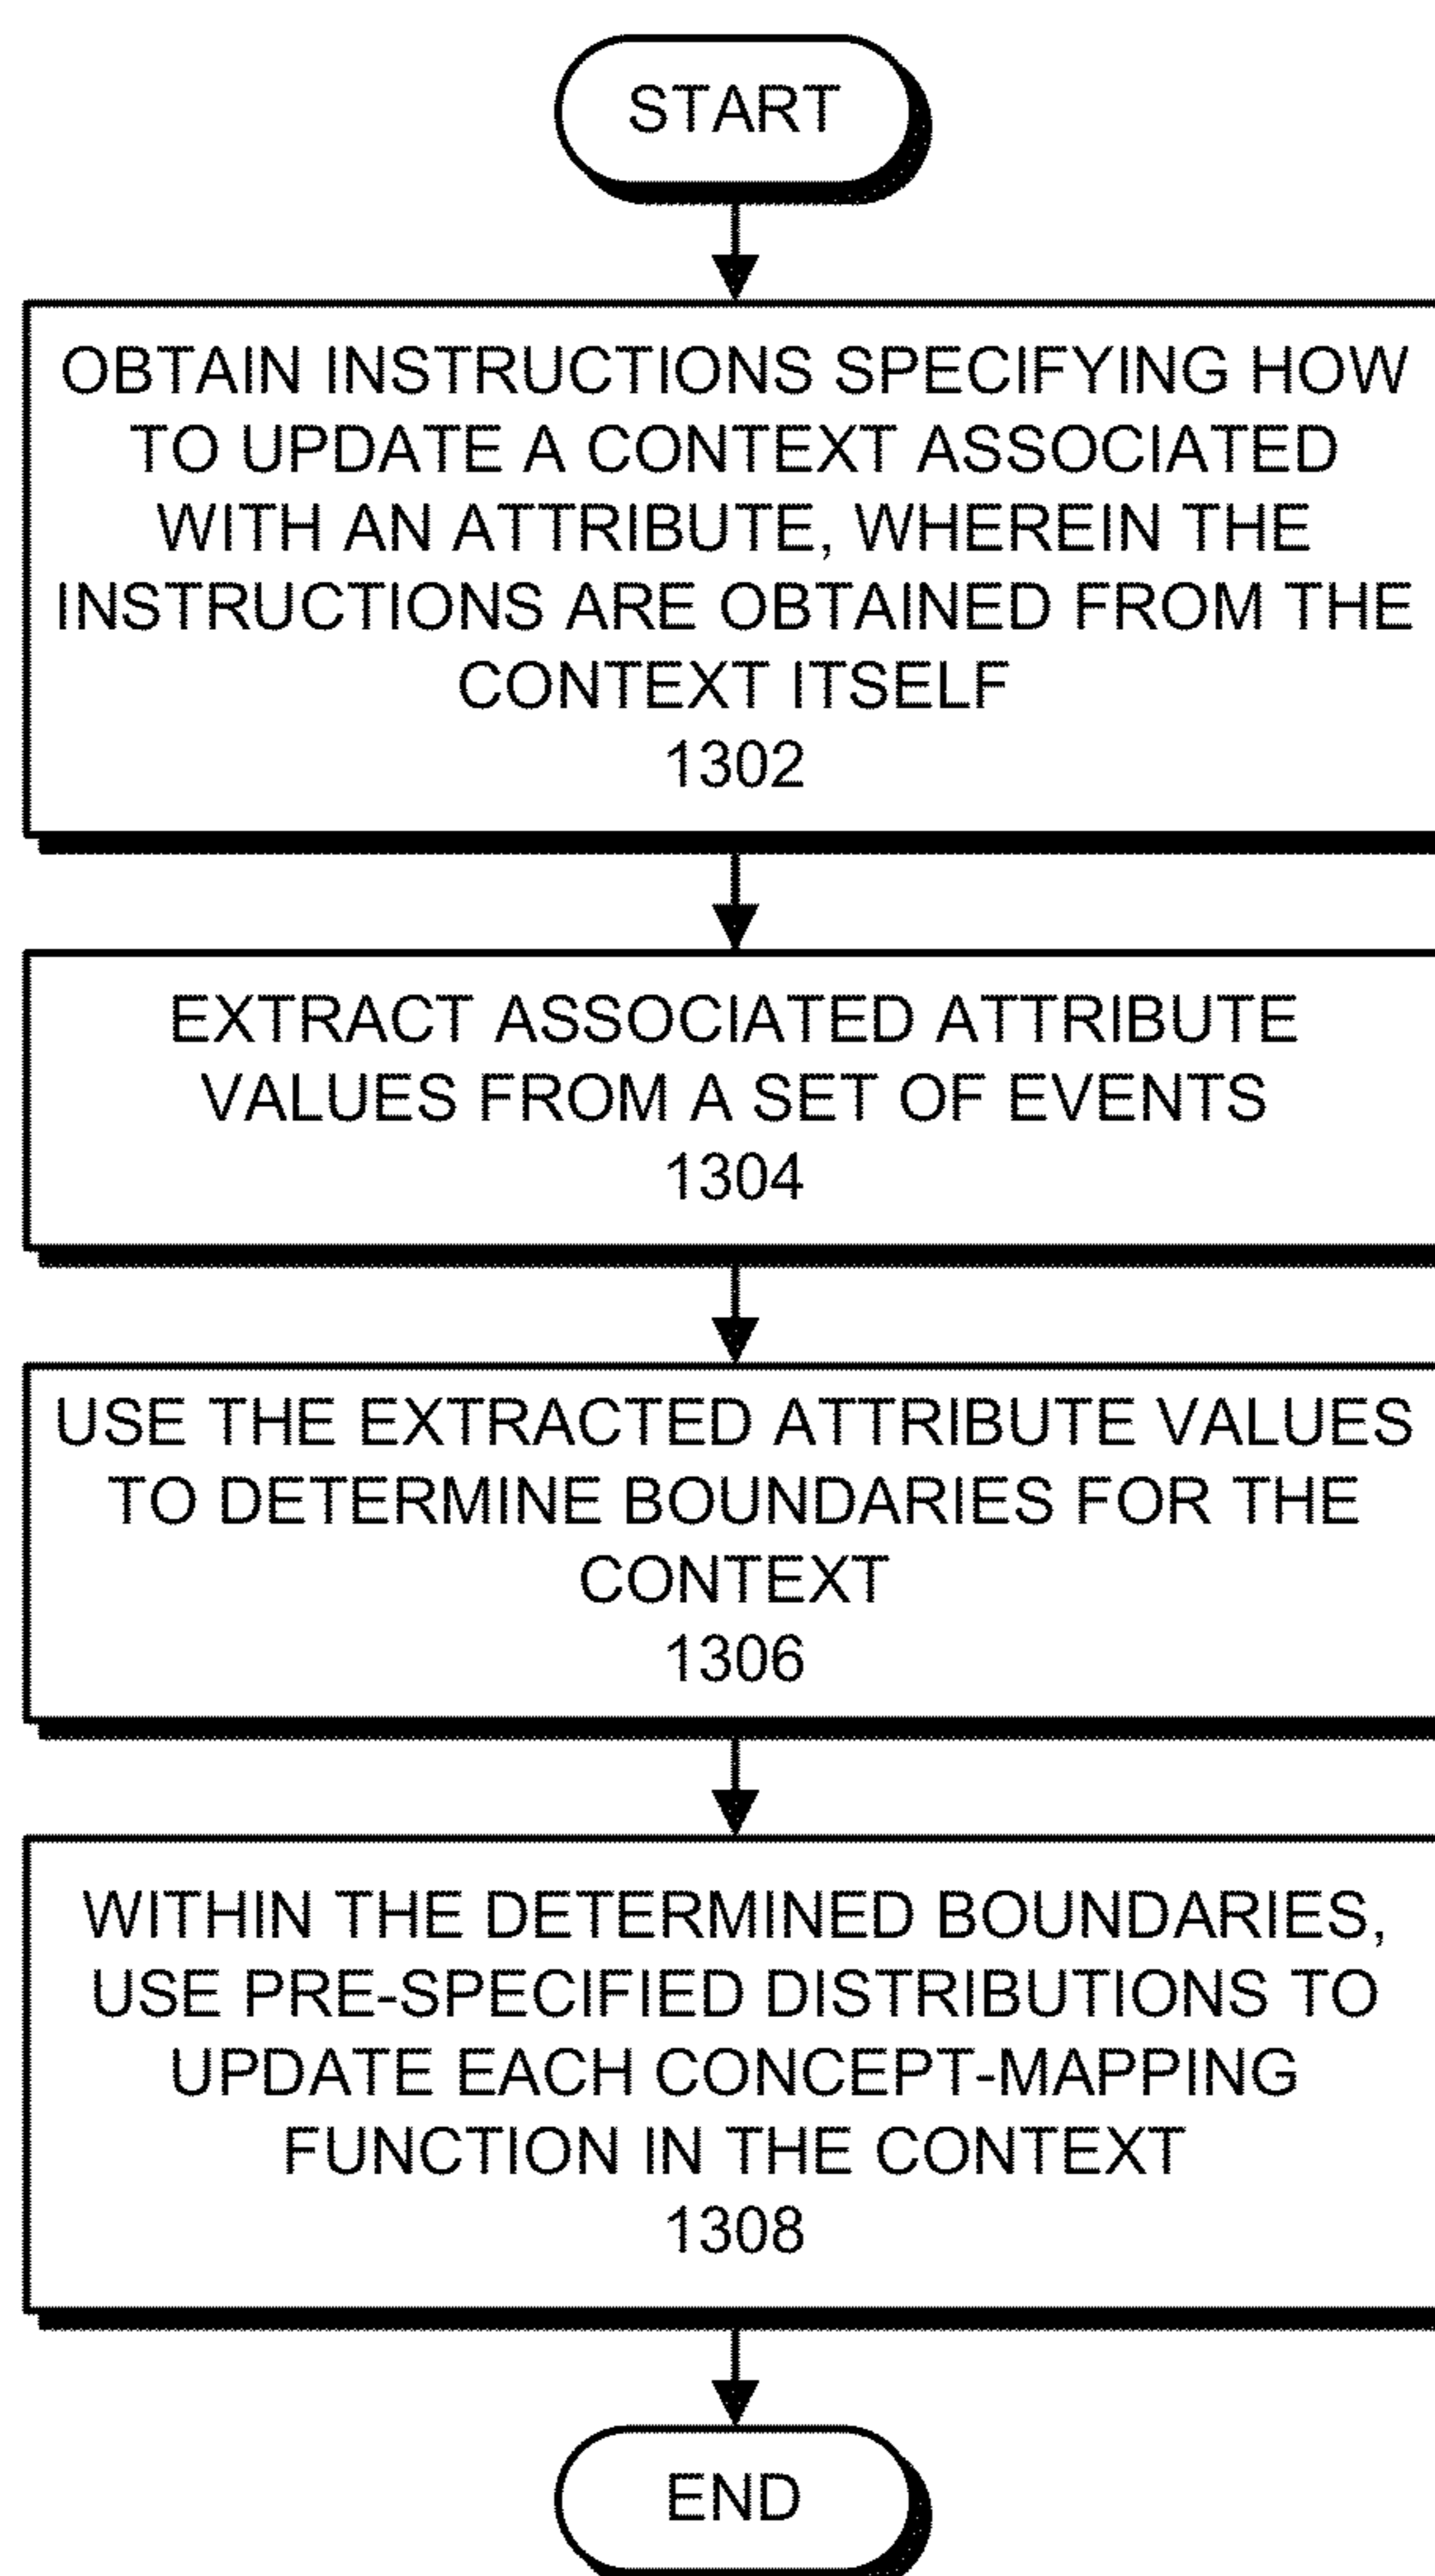 START
OBTAIN INSTRUCTIONS SPECIFYING HOW
TO UPDATE A CONTEXT ASSOCIATED
WITH AN ATTRIBUTE, WHEREIN THE
INSTRUCTIONS ARE OBTAINED FROM THE
CONTEXT ITSELF
1302
EXTRACT ASSOCIATED ATTRIBUTE
VALUES FROM A SET OF EVENTS
1304
USE THE EXTRACTED ATTRIBUTE VALUES
TO DETERMINE BOUNDARIES FOR THE
CONTEXT
1306
WITHIN THE DETERMINED BOUNDARIES,
USE PRE-SPECIFIED DISTRIBUTIONS TO
UPDATE EACH CONCEPT-MAPPING
FUNCTION IN THE CONTEXT
1308
END